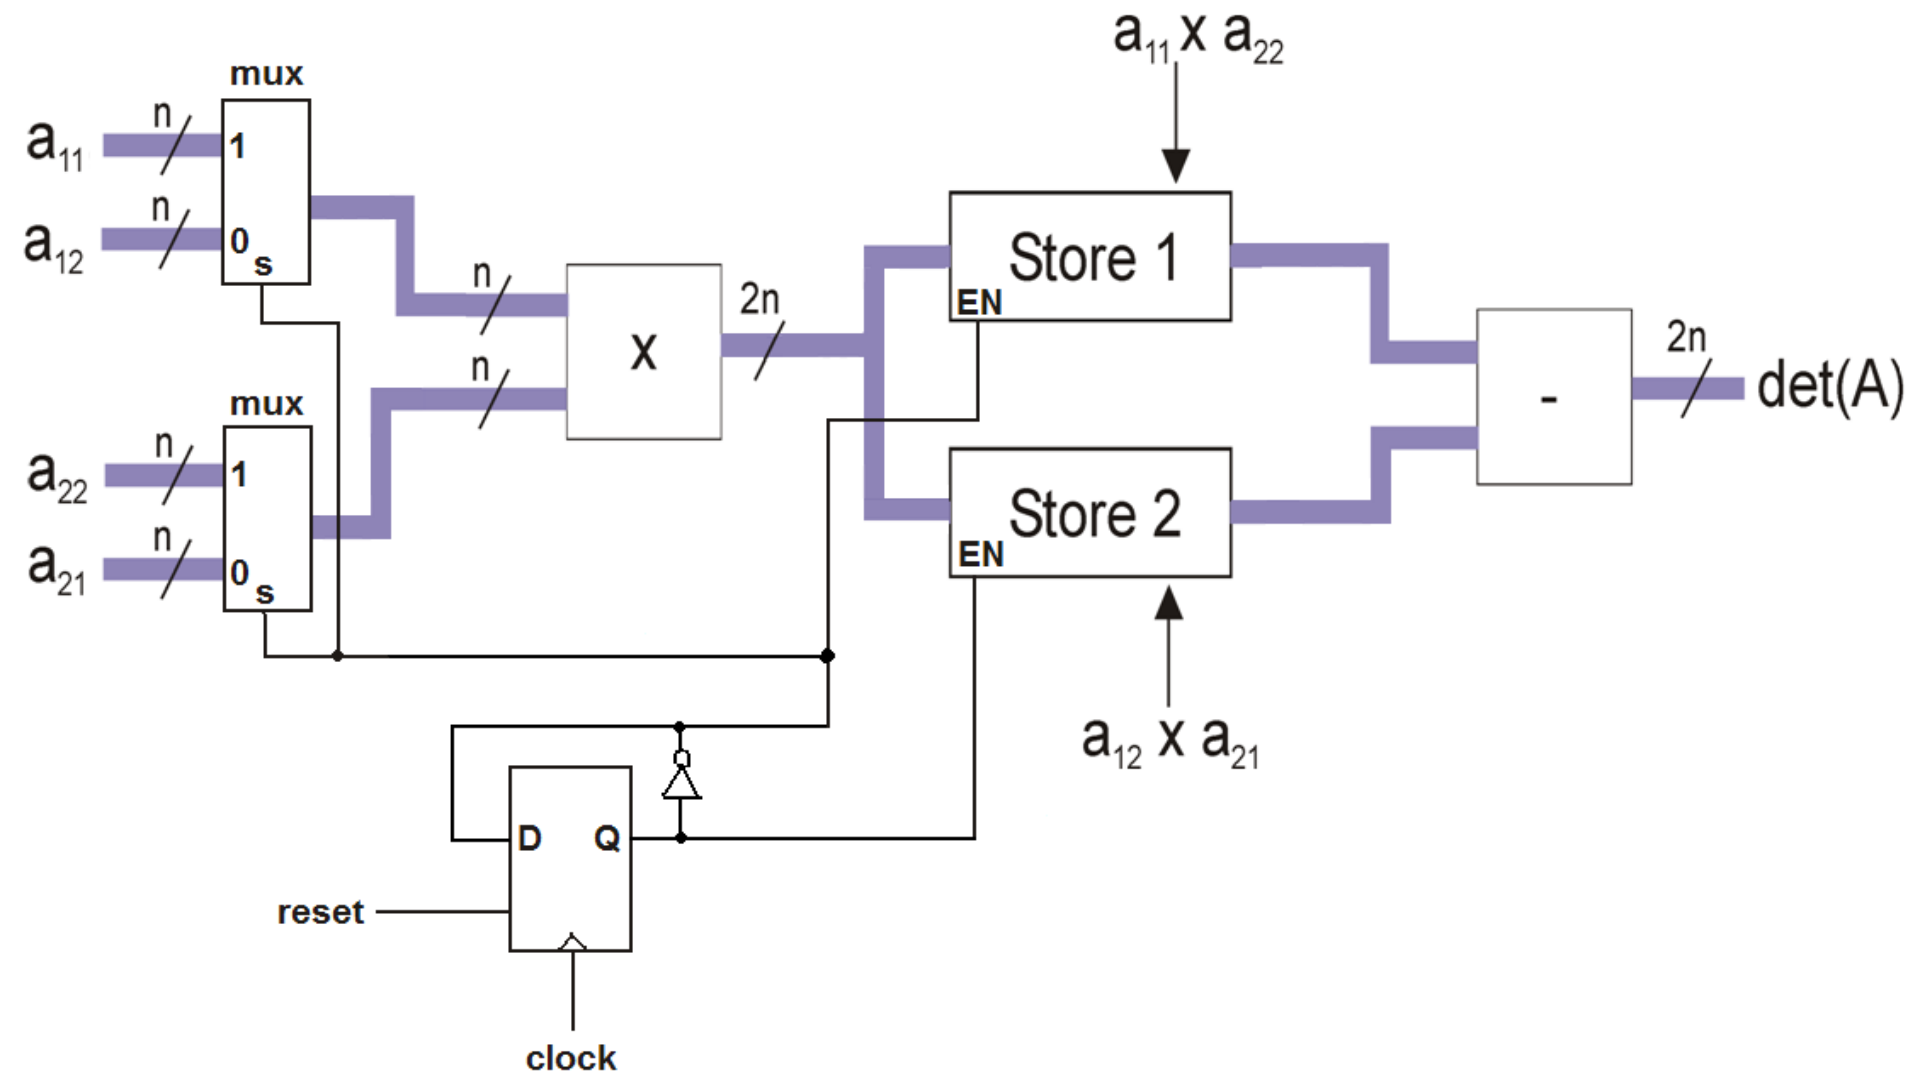 a₁₁ x a₂₂
mux
n
a₁₁
1
n
a₁₂
0
s
n
x
n
2n
Store 1
EN
2n
-
det(A)
mux
n
a₂₂
1
n
a₂₁
0
s
Store 2
EN
a₁₂ x a₂₁
D
Q
reset
clock